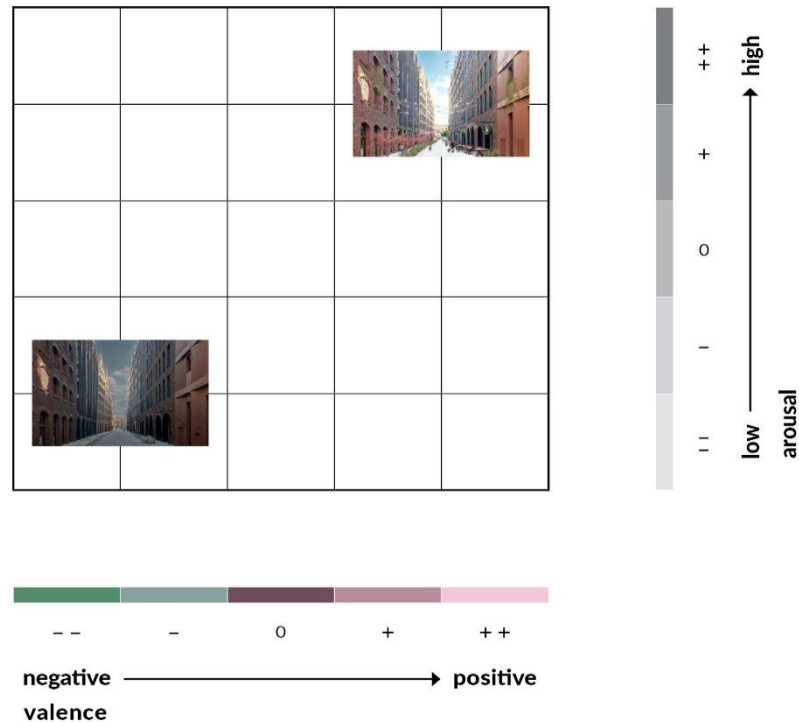 ++
high
+
0
–
– –
low
arousal
– – – 0 + ++
negative positive
valence